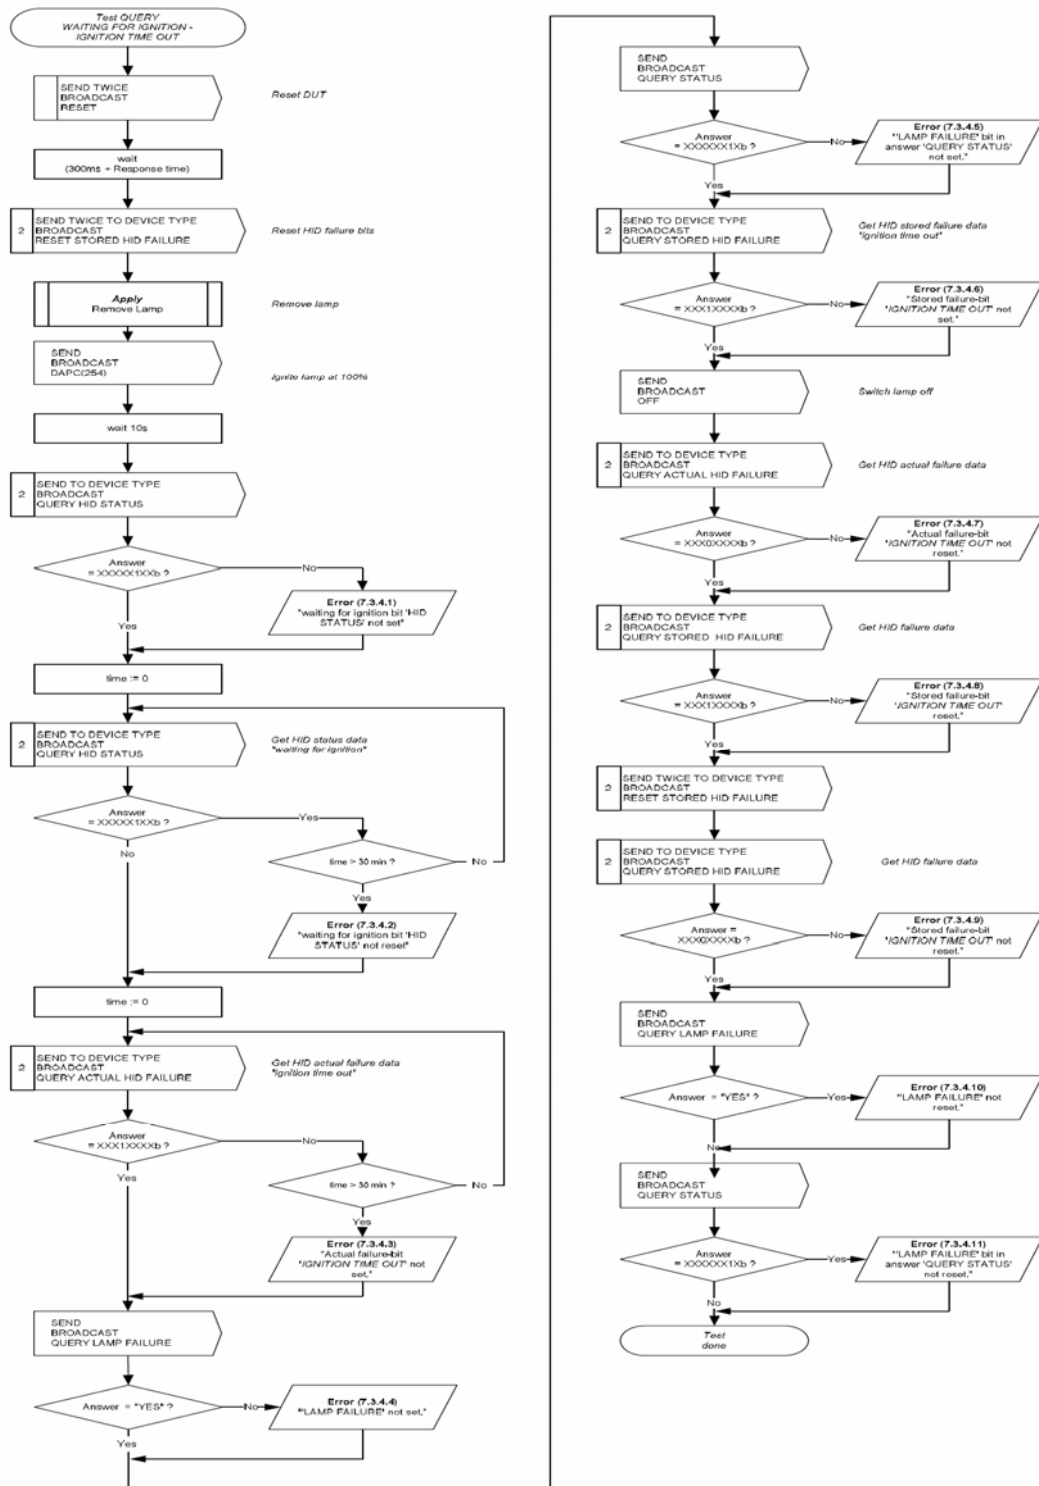 Test QUERY
WAITING FOR IGNITION -
IGNITION TIME OUT
SEND TWICE
BROADCAST
RESET
Reset DUT
wait
(300ms + Response time)
2
SEND TWICE TO DEVICE TYPE
BROADCAST
RESET STORED HID FAILURE
Reset HID failure bits
Apply
Remove Lamp
Remove lamp
SEND
BROADCAST
DAPC(254)
Ignite lamp at 100%
wait 10s
2
SEND TO DEVICE TYPE
BROADCAST
QUERY HID STATUS
Answer
= XXXXX1XXb ?
No
Yes
Error (7.3.4.1)
"waiting for ignition bit 'HID
STATUS' not set"
time := 0
2
SEND TO DEVICE TYPE
BROADCAST
QUERY HID STATUS
Get HID status data
"waiting for ignition"
Answer
= XXXXX1XXb ?
Yes
No
time > 30 min ?
No
Yes
Error (7.3.4.2)
"waiting for ignition bit 'HID
STATUS' not reset"
time := 0
2
SEND TO DEVICE TYPE
BROADCAST
QUERY ACTUAL HID FAILURE
Get HID actual failure data
"ignition time out"
Answer
= XXX1XXXXb ?
No
Yes
time > 30 min ?
No
Yes
Error (7.3.4.3)
"Actual failure-bit
'IGNITION TIME OUT' not
set."
SEND
BROADCAST
QUERY LAMP FAILURE
Answer = "YES" ?
No
Yes
Error (7.3.4.4)
"'LAMP FAILURE' not set."
SEND
BROADCAST
QUERY STATUS
Answer
= XXXXXX1Xb ?
No
Yes
Error (7.3.4.5)
"'LAMP FAILURE' bit in
answer 'QUERY STATUS'
not set."
2
SEND TO DEVICE TYPE
BROADCAST
QUERY STORED HID FAILURE
Get HID stored failure data
"ignition time out"
Answer
= XXX1XXXXb ?
No
Yes
Error (7.3.4.6)
"Stored failure-bit
'IGNITION TIME OUT' not
set."
SEND
BROADCAST
OFF
Switch lamp off
2
SEND TO DEVICE TYPE
BROADCAST
QUERY ACTUAL HID FAILURE
Get HID actual failure data
Answer
= XXX0XXXXb ?
No
Yes
Error (7.3.4.7)
"Actual failure-bit
'IGNITION TIME OUT' not
reset."
2
SEND TO DEVICE TYPE
BROADCAST
QUERY STORED HID FAILURE
Get HID failure data
Answer
= XXX1XXXXb ?
No
Yes
Error (7.3.4.8)
"Stored failure-bit
'IGNITION TIME OUT'
reset."
2
SEND TWICE TO DEVICE TYPE
BROADCAST
RESET STORED HID FAILURE
2
SEND TO DEVICE TYPE
BROADCAST
QUERY STORED HID FAILURE
Get HID failure data
Answer =
XXX0XXXXb ?
No
Yes
Error (7.3.4.9)
"Stored failure-bit
'IGNITION TIME OUT' not
reset."
SEND
BROADCAST
QUERY LAMP FAILURE
Answer = "YES" ?
Yes
No
Error (7.3.4.10)
"'LAMP FAILURE' not
reset."
SEND
BROADCAST
QUERY STATUS
Answer
= XXXXXX1Xb ?
Yes
No
Error (7.3.4.11)
"'LAMP FAILURE' bit in
answer 'QUERY STATUS'
not reset."
Test
done